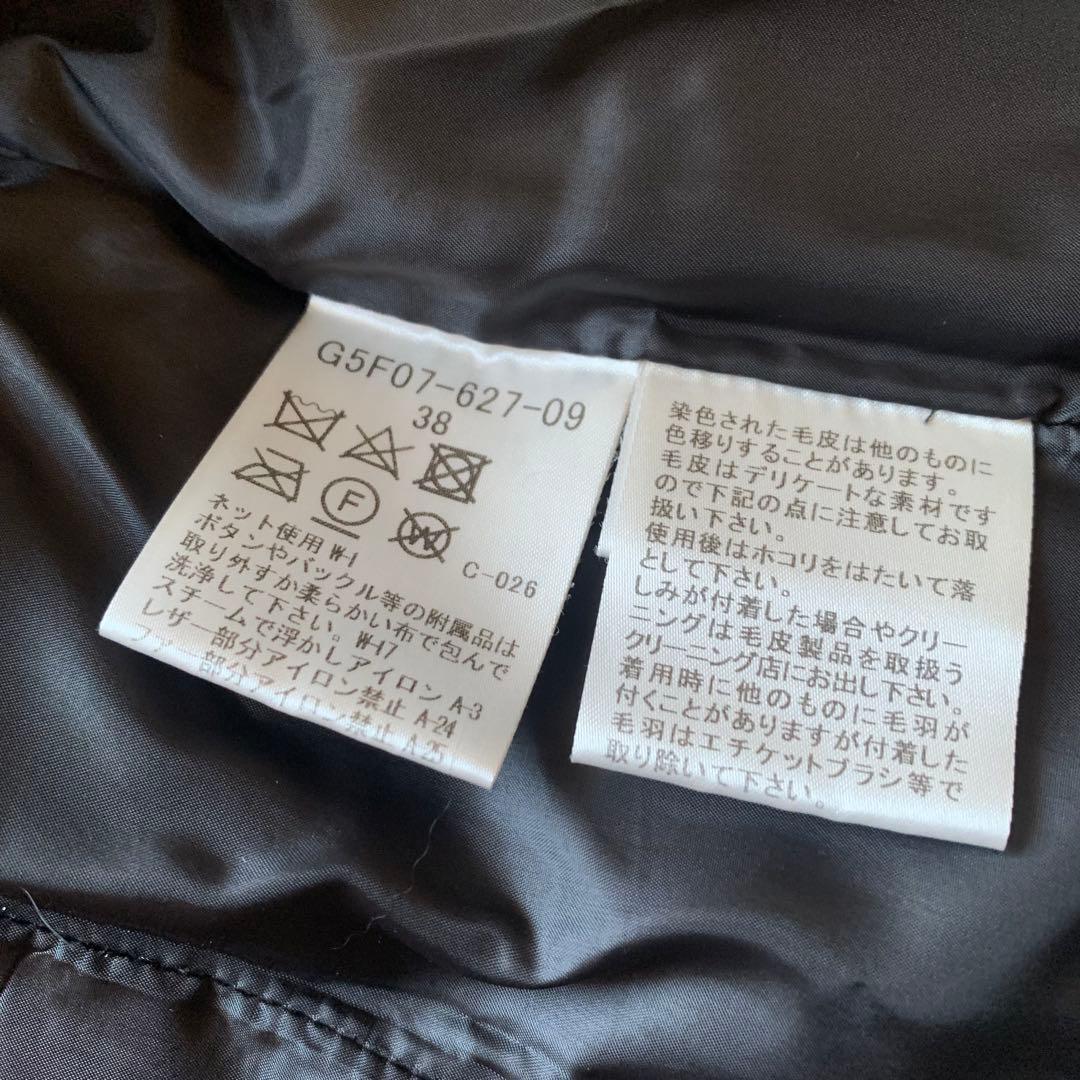 G5F07-627-09
38
F
W
C-026
ネット使用 W-1
ボタンやバックル等の附属品は
取り外すか柔らかい布で包んで
洗浄して下さい。W-17
スチームで浮かしアイロン A-3
レザー部分アイロン禁止 A-24
ファー部分アイロン禁止 A-25
染色された毛皮は他のものに
色移りすることがあります。
毛皮はデリケートな素材です
ので下記の点に注意してお取
扱い下さい。
使用後はホコリをはたいて落
として下さい。
しみが付着した場合やクリー
ニングは毛皮製品を取扱う
クリーニング店にお出し下さい。
着用時に他のものに毛羽が
付くことがありますが付着した
毛羽はエチケットブラシ等で
取り除いて下さい。